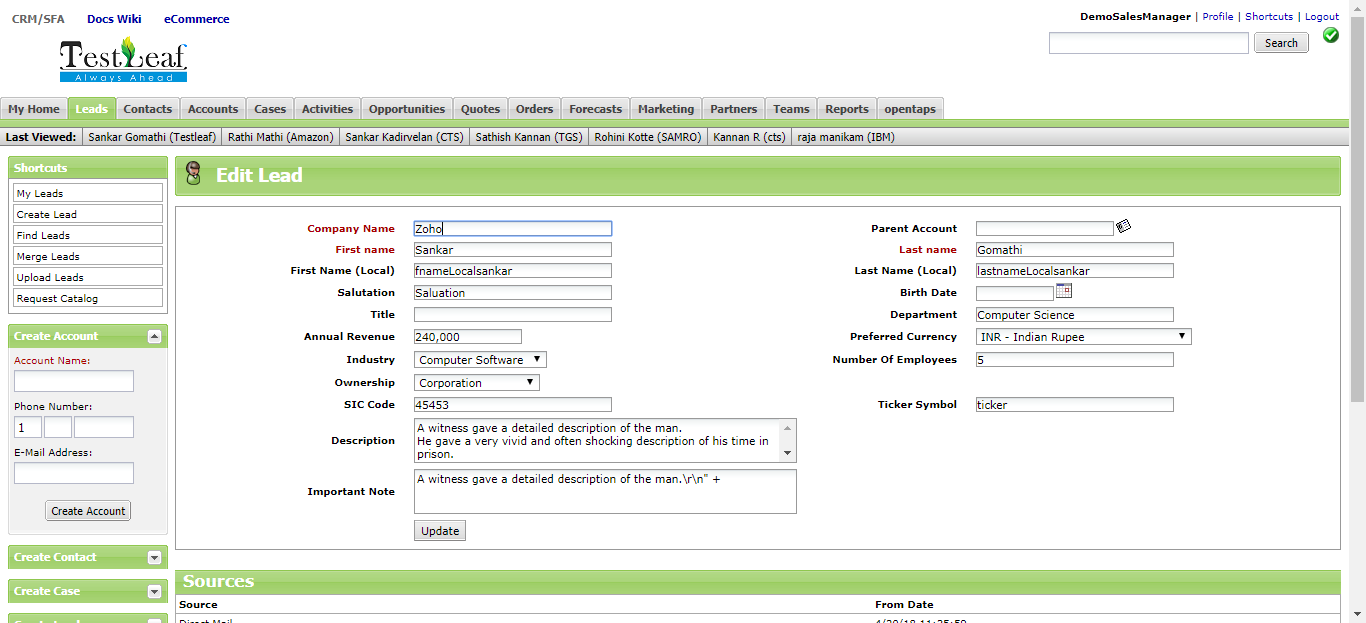 CRM/SFA Docs Wiki eCommerce
DemoSalesManager | Profile | Shortcuts | Logout
TestLeaf
Always Ahead
Search
My Home Leads Contacts Accounts Cases Activities Opportunities Quotes Orders Forecasts Marketing Partners Teams Reports opentaps
Last Viewed: Sankar Gomathi (Testleaf) Rathi Mathi (Amazon) Sankar Kadirvelan (CTS) Sathish Kannan (TGS) Rohini Kotte (SAMRO) Kannan R (cts) raja manikam (IBM)
Shortcuts
My Leads
Create Lead
Find Leads
Merge Leads
Upload Leads
Request Catalog
Create Account
Account Name:
Phone Number:
1
E-Mail Address:
Create Account
Create Contact
Create Case
Edit Lead
Company Name Zoho Parent Account
First name Sankar Last name Gomathi
First Name (Local) fnameLocalsankar Last Name (Local) lastnameLocalsankar
Salutation Saluation Birth Date
Title Department Computer Science
Annual Revenue 240,000 Preferred Currency INR - Indian Rupee
Industry Computer Software Number Of Employees 5
Ownership Corporation
SIC Code 45453 Ticker Symbol ticker
Description A witness gave a detailed description of the man.
He gave a very vivid and often shocking description of his time in
prison.
Important Note A witness gave a detailed description of the man.\r\n" +
Update
Sources
Source From Date
Direct Mail